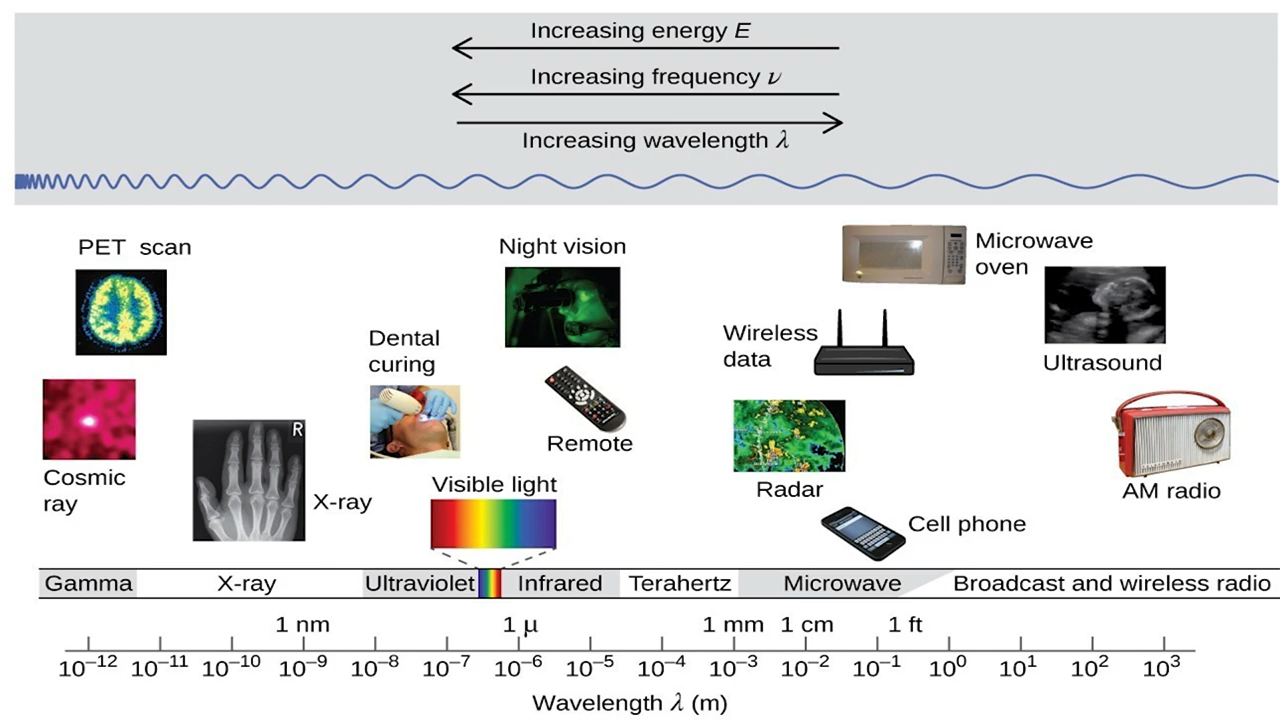 Increasing energy E
Increasing frequency ν
Increasing wavelength λ
PET scan
Night vision
Microwave
oven
Dental
curing
Wireless
data
Ultrasound
Remote
Cosmic
ray
R
X-ray
Visible light
Radar
AM radio
Cell phone
Gamma X-ray Ultraviolet Infrared Terahertz Microwave Broadcast and wireless radio
1 nm 1 µ 1 mm 1 cm 1 ft
10⁻¹² 10⁻¹¹ 10⁻¹⁰ 10⁻⁹ 10⁻⁸ 10⁻⁷ 10⁻⁶ 10⁻⁵ 10⁻⁴ 10⁻³ 10⁻² 10⁻¹ 10⁰ 10¹ 10² 10³
Wavelength λ (m)